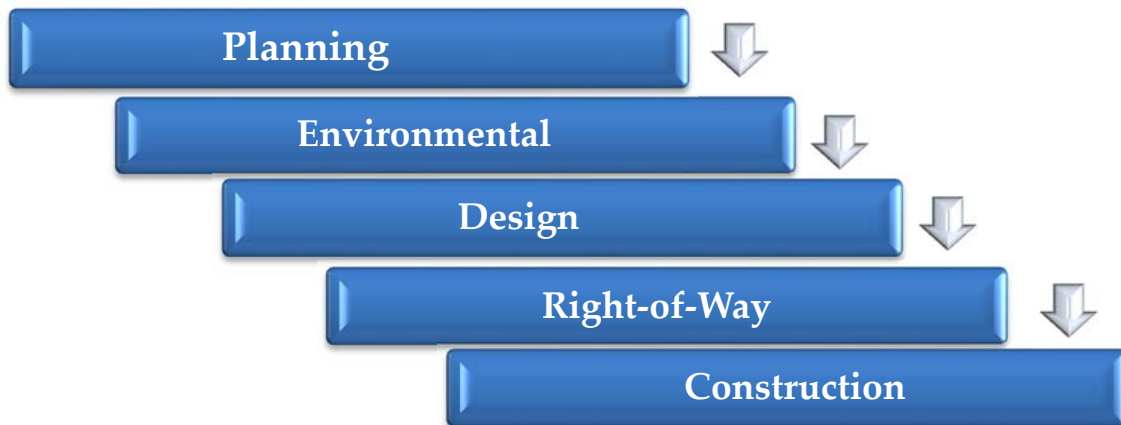 Planning
Environmental
Design
Right-of-Way
Construction